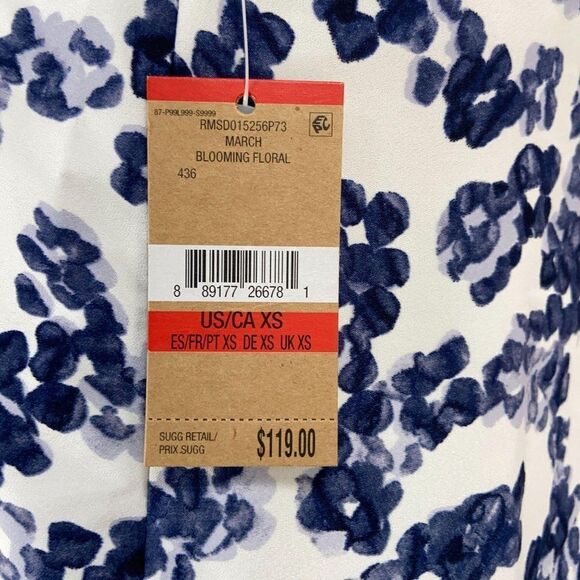 87-P99L999-S9999
RMSD015256P73
MARCH
BLOOMING FLORAL
436
8 89177 26678 1
US/CA XS
ES/FR/PT XS DE XS UK XS
SUGG RETAIL/
PRIX SUGG
$119.00